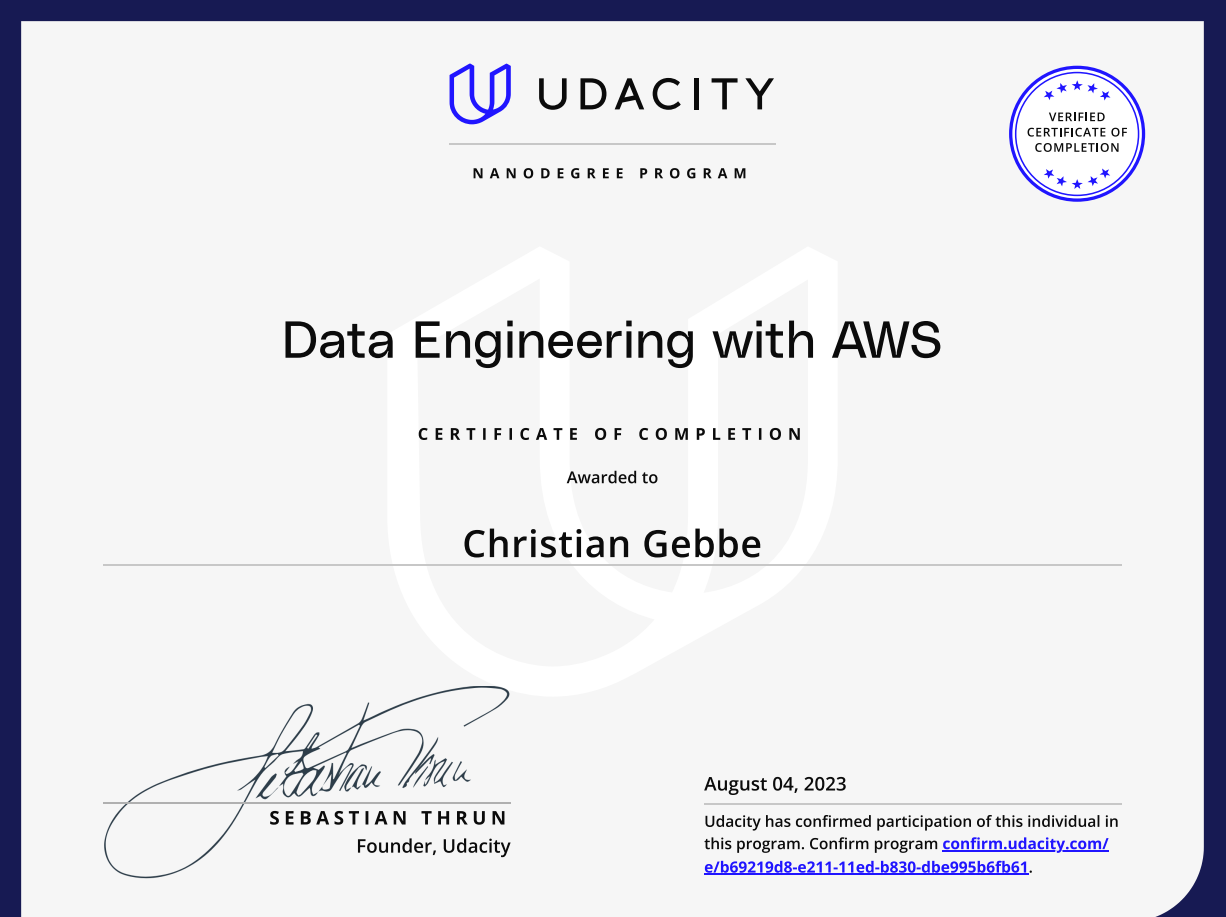 UDACITY
NANODEGREE PROGRAM
VERIFIED
CERTIFICATE OF
COMPLETION
Data Engineering with AWS
CERTIFICATE OF COMPLETION
Awarded to
Christian Gebbe
Sebastian Thrun
SEBASTIAN THRUN
Founder, Udacity
August 04, 2023
Udacity has confirmed participation of this individual in
this program. Confirm program confirm.udacity.com/
e/b69219d8-e211-11ed-b830-dbe995b6fb61.